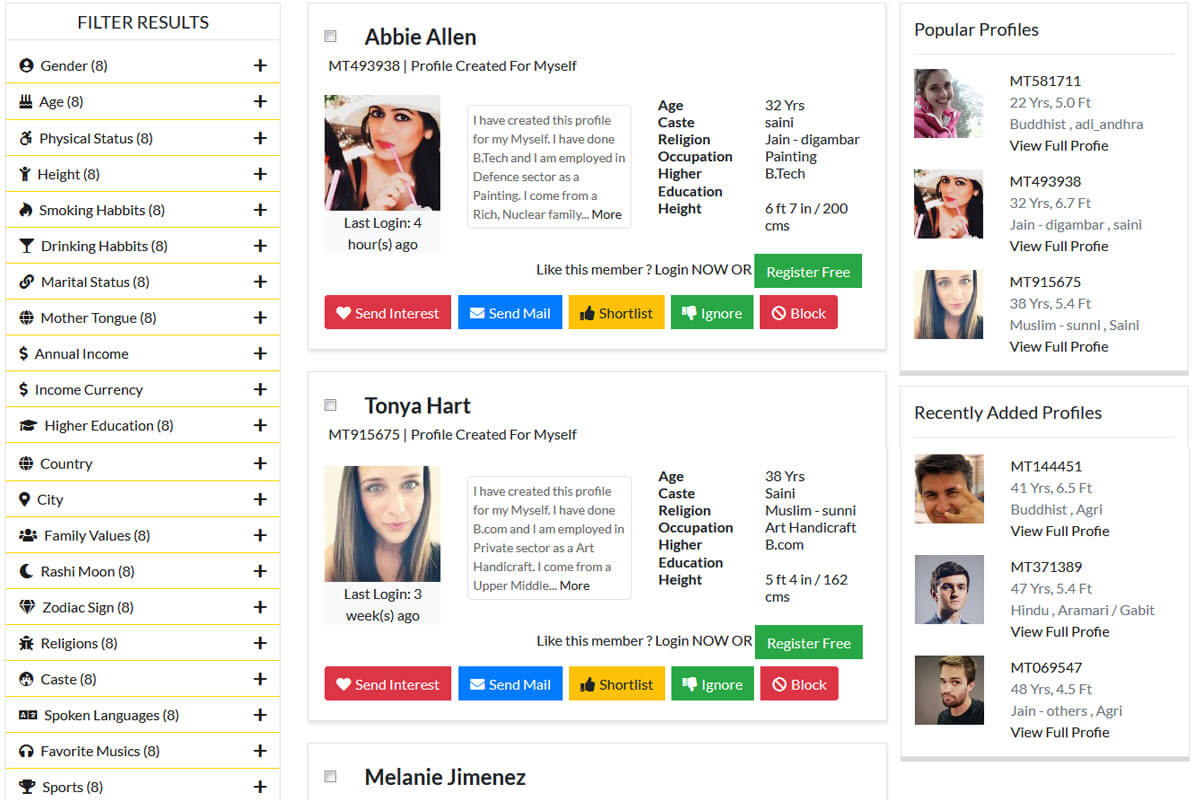 FILTER RESULTS
Gender (8)
Age (8)
Physical Status (8)
Height (8)
Smoking Habbits (8)
Drinking Habbits (8)
Marital Status (8)
Mother Tongue (8)
Annual Income
Income Currency
Higher Education (8)
Country
City
Family Values (8)
Rashi Moon (8)
Zodiac Sign (8)
Religions (8)
Caste (8)
Spoken Languages (8)
Favorite Musics (8)
Sports (8)
Abbie Allen
MT493938 | Profile Created For Myself
Last Login: 4
hour(s) ago
I have created this profile
for my Myself. I have done
B.Tech and I am employed in
Defence sector as a
Painting. I come from a
Rich, Nuclear family... More
Age 32 Yrs
Caste saini
Religion Jain - digambar
Occupation Painting
Higher B.Tech
Education
Height 6 ft 7 in / 200
cms
Like this member ? Login NOW OR Register Free
Send Interest Send Mail Shortlist Ignore Block
Tonya Hart
MT915675 | Profile Created For Myself
Last Login: 3
week(s) ago
I have created this profile
for my Myself. I have done
B.com and I am employed in
Private sector as a Art
Handicraft. I come from a
Upper Middle... More
Age 38 Yrs
Caste Saini
Religion Muslim - sunni
Occupation Art Handicraft
Higher B.com
Education
Height 5 ft 4 in / 162
cms
Like this member ? Login NOW OR Register Free
Send Interest Send Mail Shortlist Ignore Block
Melanie Jimenez
Popular Profiles
MT581711
22 Yrs, 5.0 Ft
Buddhist , adi_andhra
View Full Profie
MT493938
32 Yrs, 6.7 Ft
Jain - digambar , saini
View Full Profie
MT915675
38 Yrs, 5.4 Ft
Muslim - sunni , Saini
View Full Profie
Recently Added Profiles
MT144451
41 Yrs, 6.5 Ft
Buddhist , Agri
View Full Profie
MT371389
47 Yrs, 5.4 Ft
Hindu , Aramari / Gabit
View Full Profie
MT069547
48 Yrs, 4.5 Ft
Jain - others , Agri
View Full Profie